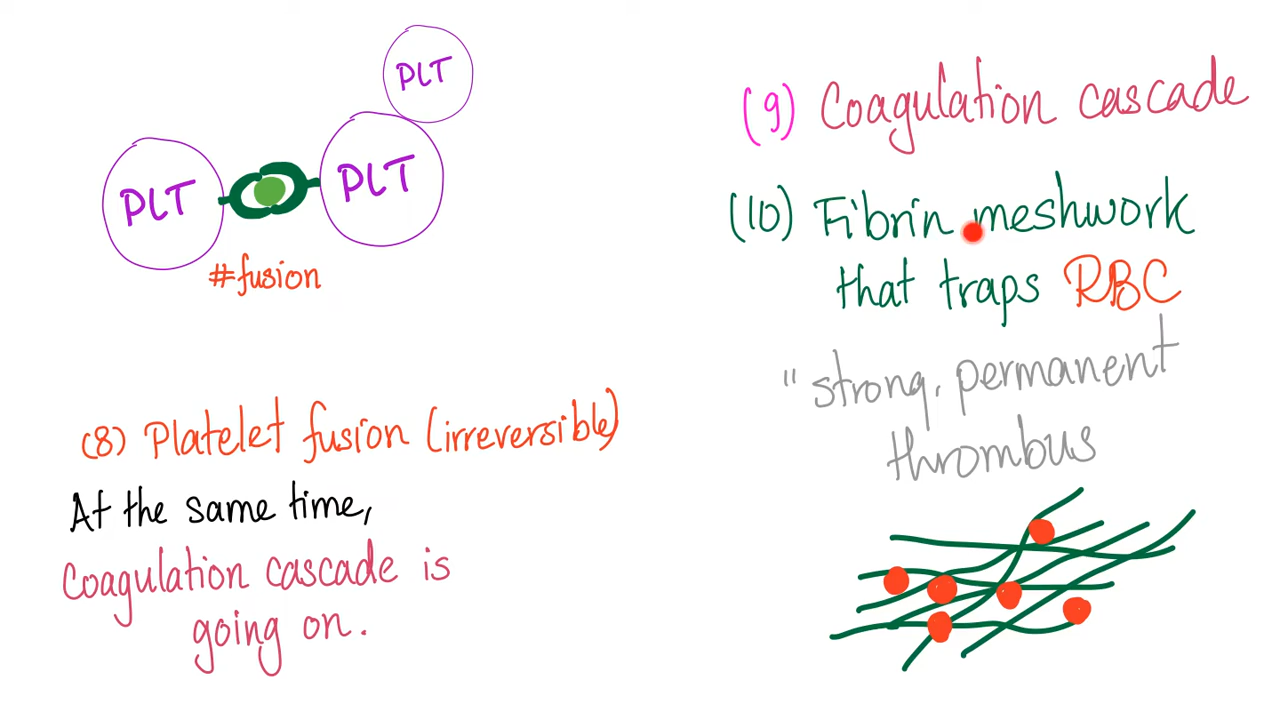 PLT
PLT
PLT
#fusion
(8) Platelet fusion (irreversible)
At the same time,
Coagulation cascade is
going on.
(9) Coagulation cascade
(10) Fibrin meshwork
that traps RBC
"strong, permanent
thrombus